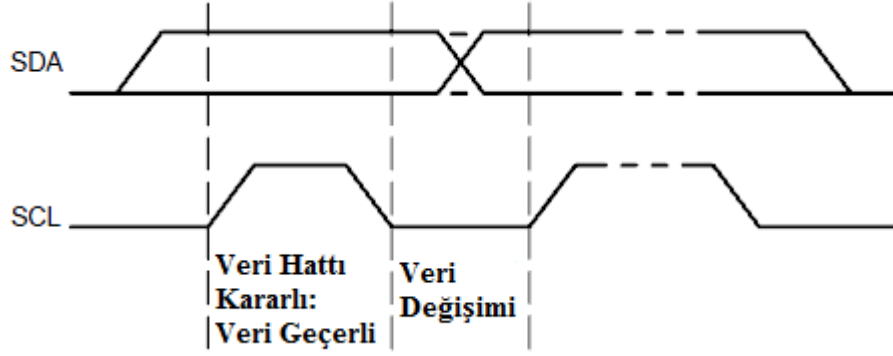 SDA
SCL
Veri Hattı
Kararlı:
Veri Geçerli
Veri
Değişimi